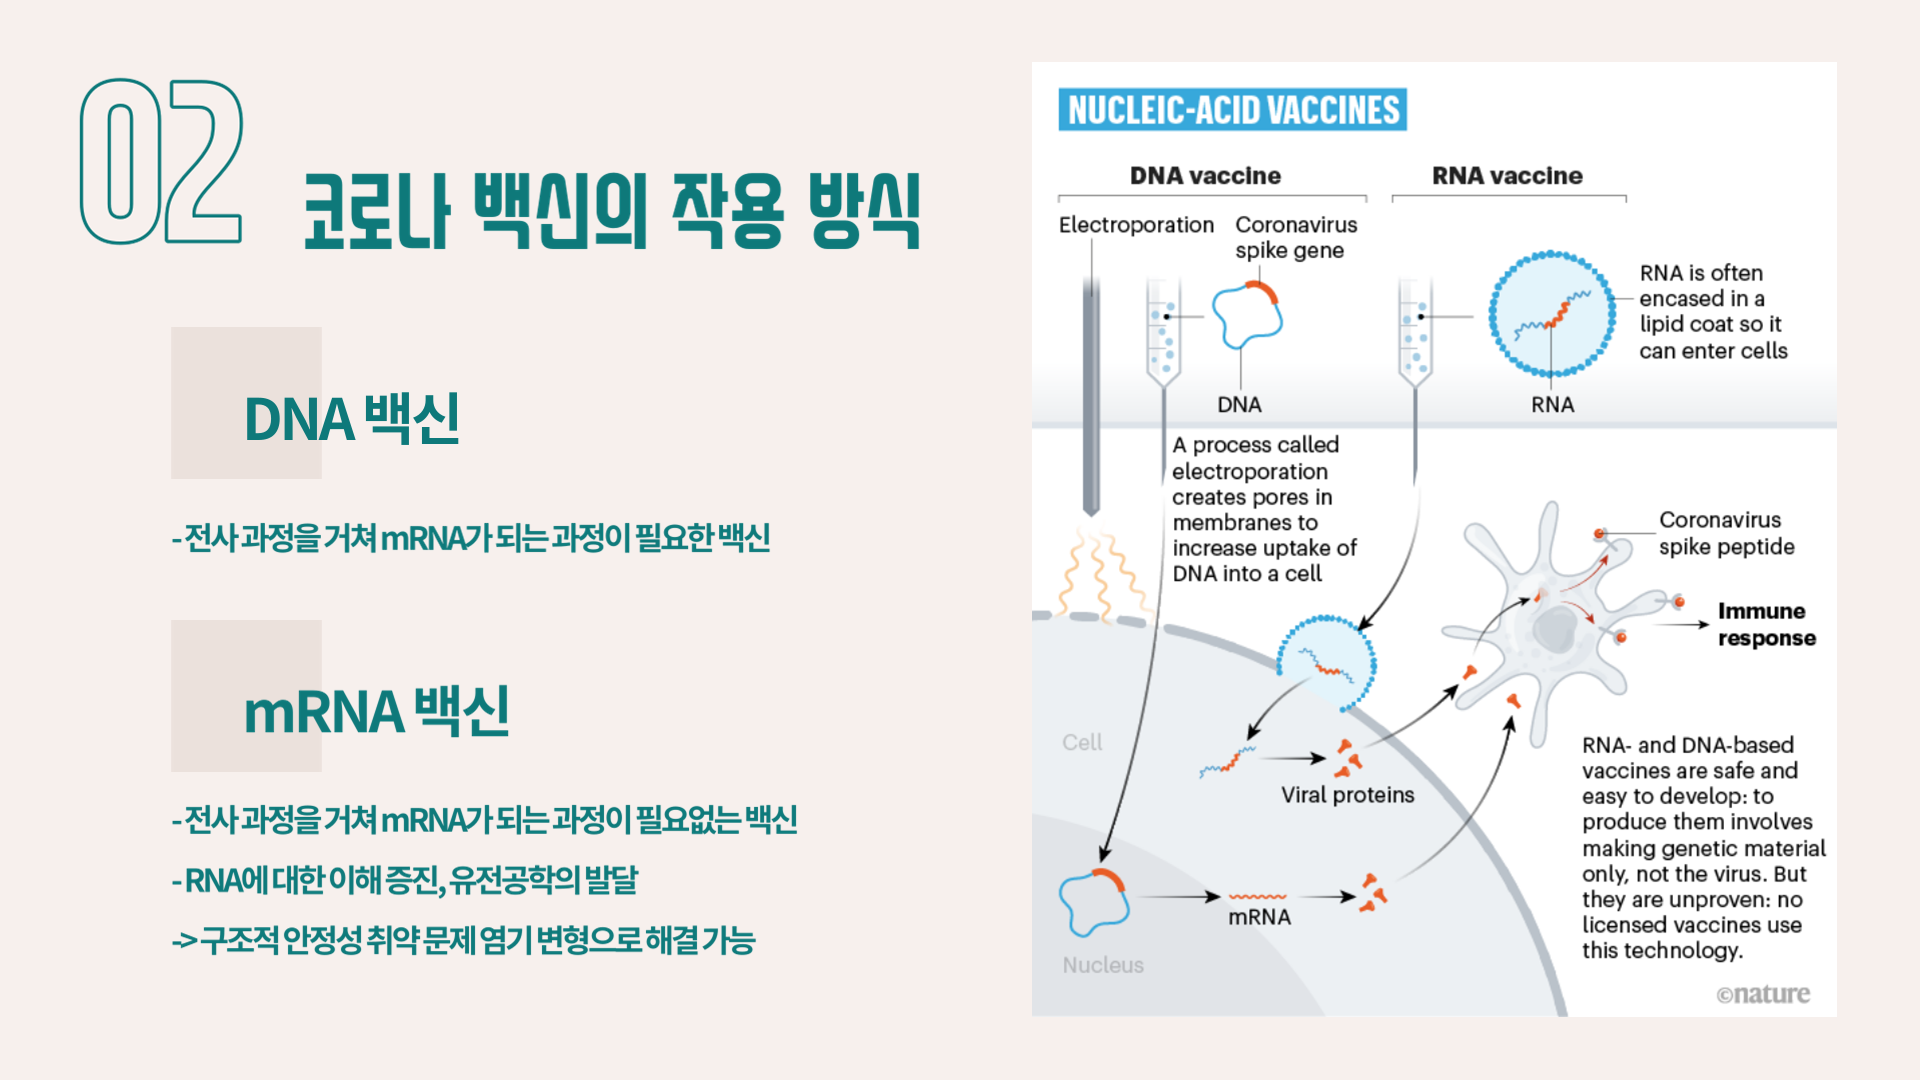 02
코로나 백신의 작용 방식
DNA 백신
- 전사 과정을 거쳐 mRNA가 되는 과정이 필요한 백신
mRNA 백신
- 전사 과정을 거쳐 mRNA가 되는 과정이 필요없는 백신
- RNA에 대한 이해 증진, 유전공학의 발달
-> 구조적 안정성 취약 문제 염기 변형으로 해결 가능
NUCLEIC-ACID VACCINES
DNA vaccine
RNA vaccine
Electroporation
Coronavirus
spike gene
DNA
RNA is often
encased in a
lipid coat so it
can enter cells
RNA
A process called
electroporation
creates pores in
membranes to
increase uptake of
DNA into a cell
Coronavirus
spike peptide
Immune
response
Cell
Viral proteins
mRNA
Nucleus
RNA- and DNA-based
vaccines are safe and
easy to develop: to
produce them involves
making genetic material
only, not the virus. But
they are unproven: no
licensed vaccines use
this technology.
©nature